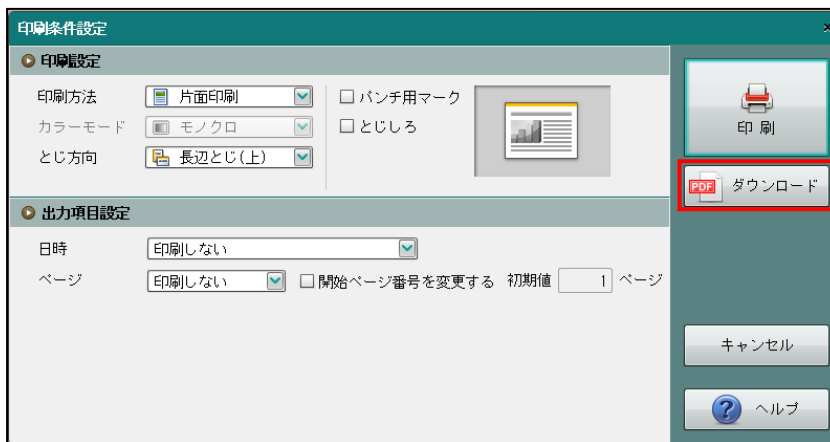 印刷条件設定
印刷設定
印刷方法 片面印刷 パンチ用マーク
カラーモード モノクロ とじしろ
とじ方向 長辺とじ(上)
印 刷
PDF ダウンロード
出力項目設定
日時 印刷しない
ページ 印刷しない 開始ページ番号を変更する 初期値 1 ページ
キャンセル
? ヘルプ